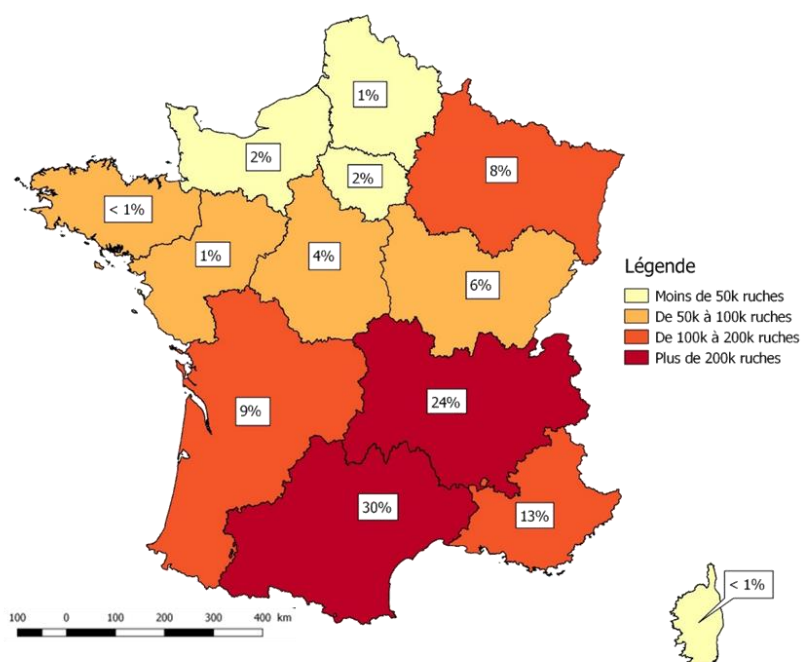 1%
2%
2%
8%
< 1%
1%
4%
6%
Légende
Moins de 50k ruches
De 50k à 100k ruches
De 100k à 200k ruches
Plus de 200k ruches
24%
9%
30%
13%
< 1%
100 0 100 200 300 400 km